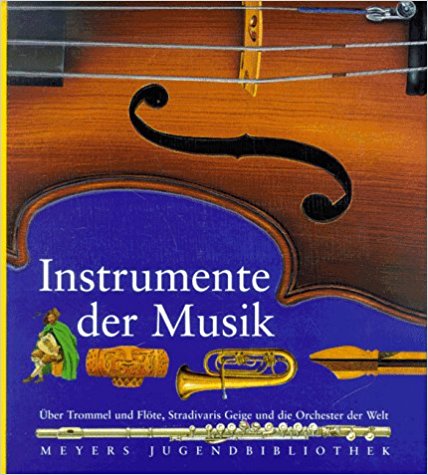 Instrumente
der Musik
Über Trommel und Flöte, Stradivaris Geige und die Orchester der Welt
MEYERS JUGENDBIBLIOTHEK